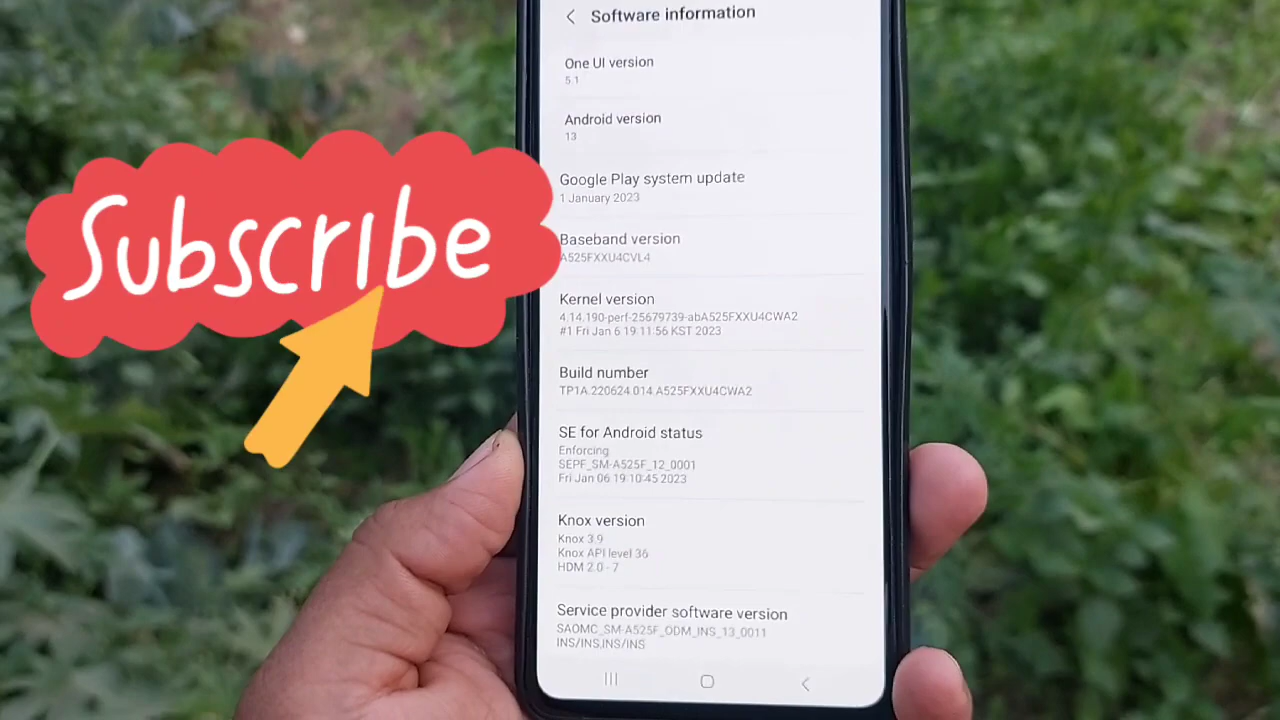 Software information
One UI version
5.1
Android version
13
Google Play system update
1 January 2023
Subscribe
Baseband version
A525FXXU4CVL4
Kernel version
4.14.190-perf-25679739-abA525FXXU4CWA2
#1 Fri Jan 6 19:11:56 KST 2023
Build number
TP1A.220624.014.A525FXXU4CWA2
SE for Android status
Enforcing
SEPF_SM-A525F_12_0001
Fri Jan 06 19:10:45 2023
Knox version
Knox 3.9
Knox API level 36
HDM 2.0 - 7
Service provider software version
SAOMC_SM-A525F_ODM_INS_13_0011
INS/INS,INS/INS